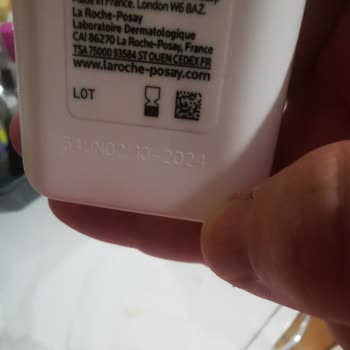 Made in France. London W6 8AZ.
La Roche-Posay
Laboratoire Dermatologique
CAI 86270 La Roche-Posay, France
TSA 75000 93584 ST OUEN CEDEX FR
www.laroche-posay.com
LOT
10-2024